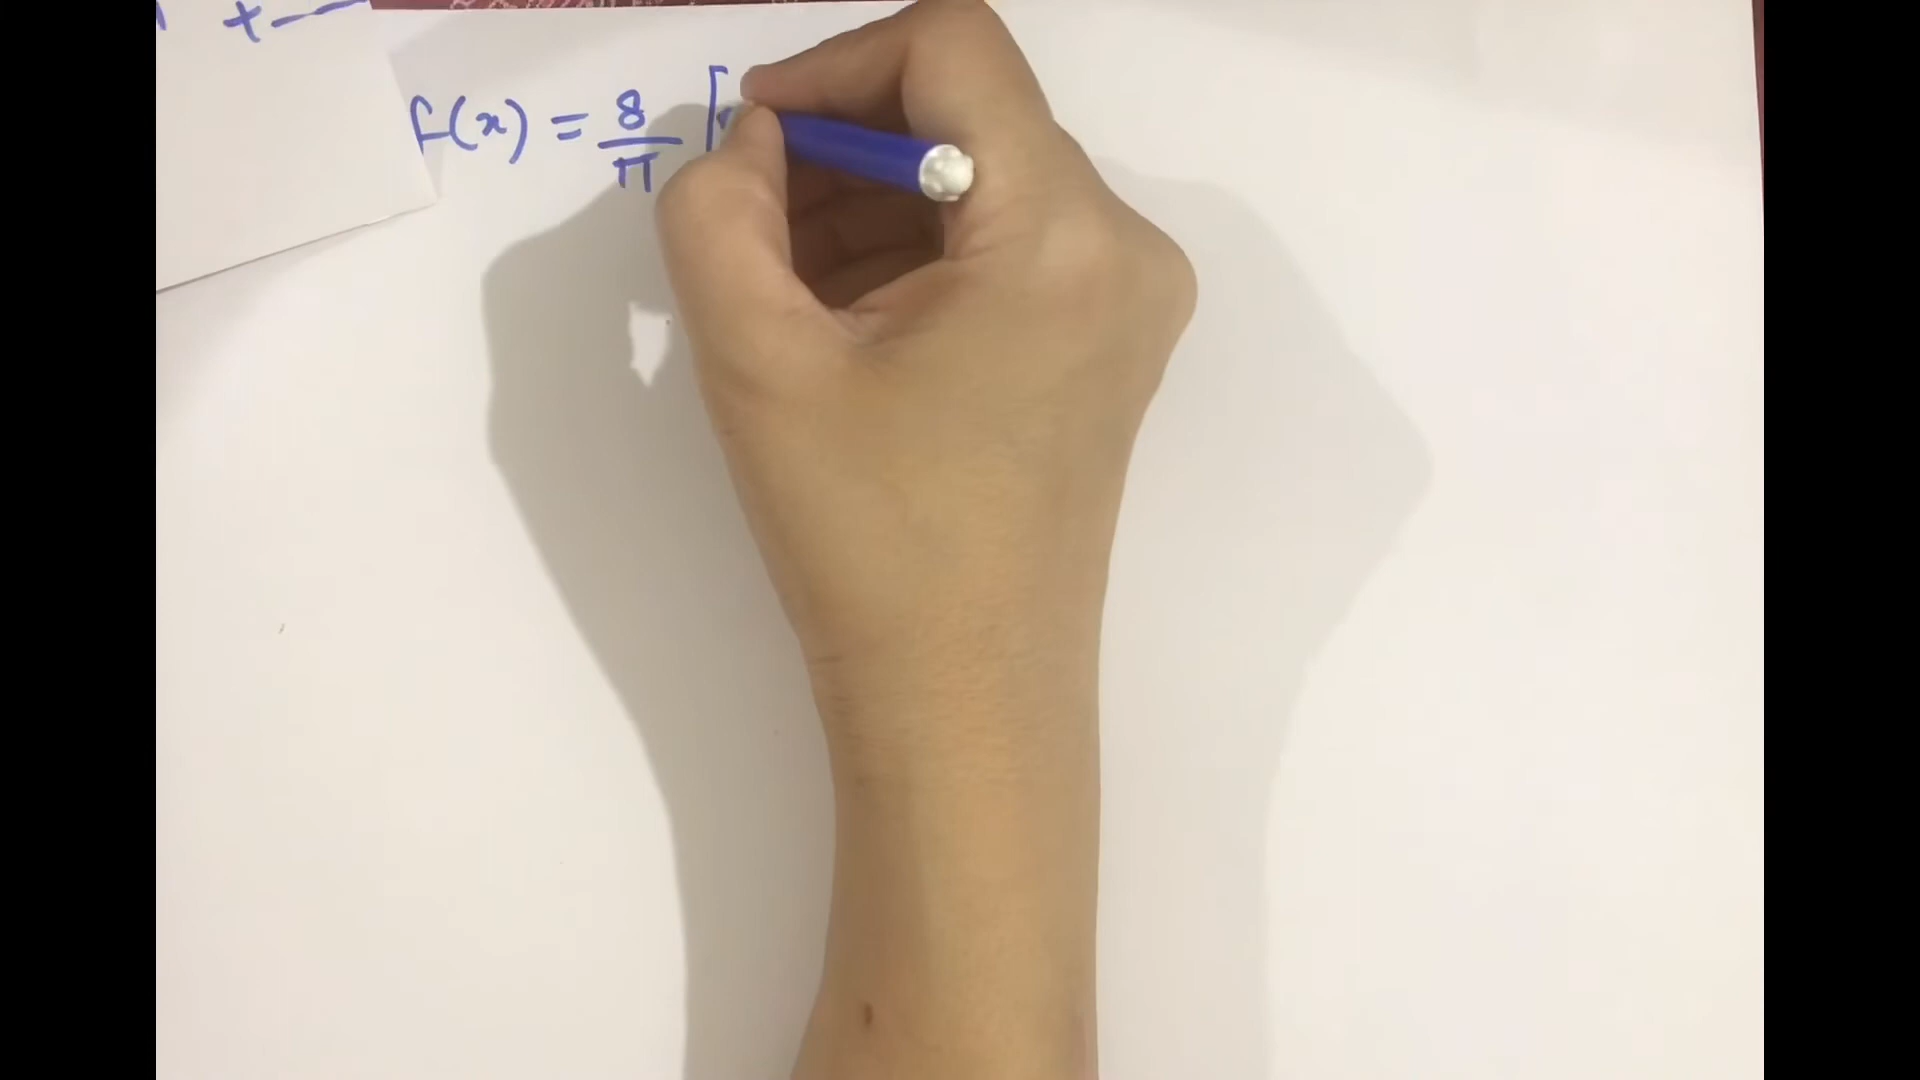 +
f(x) = 8/π [